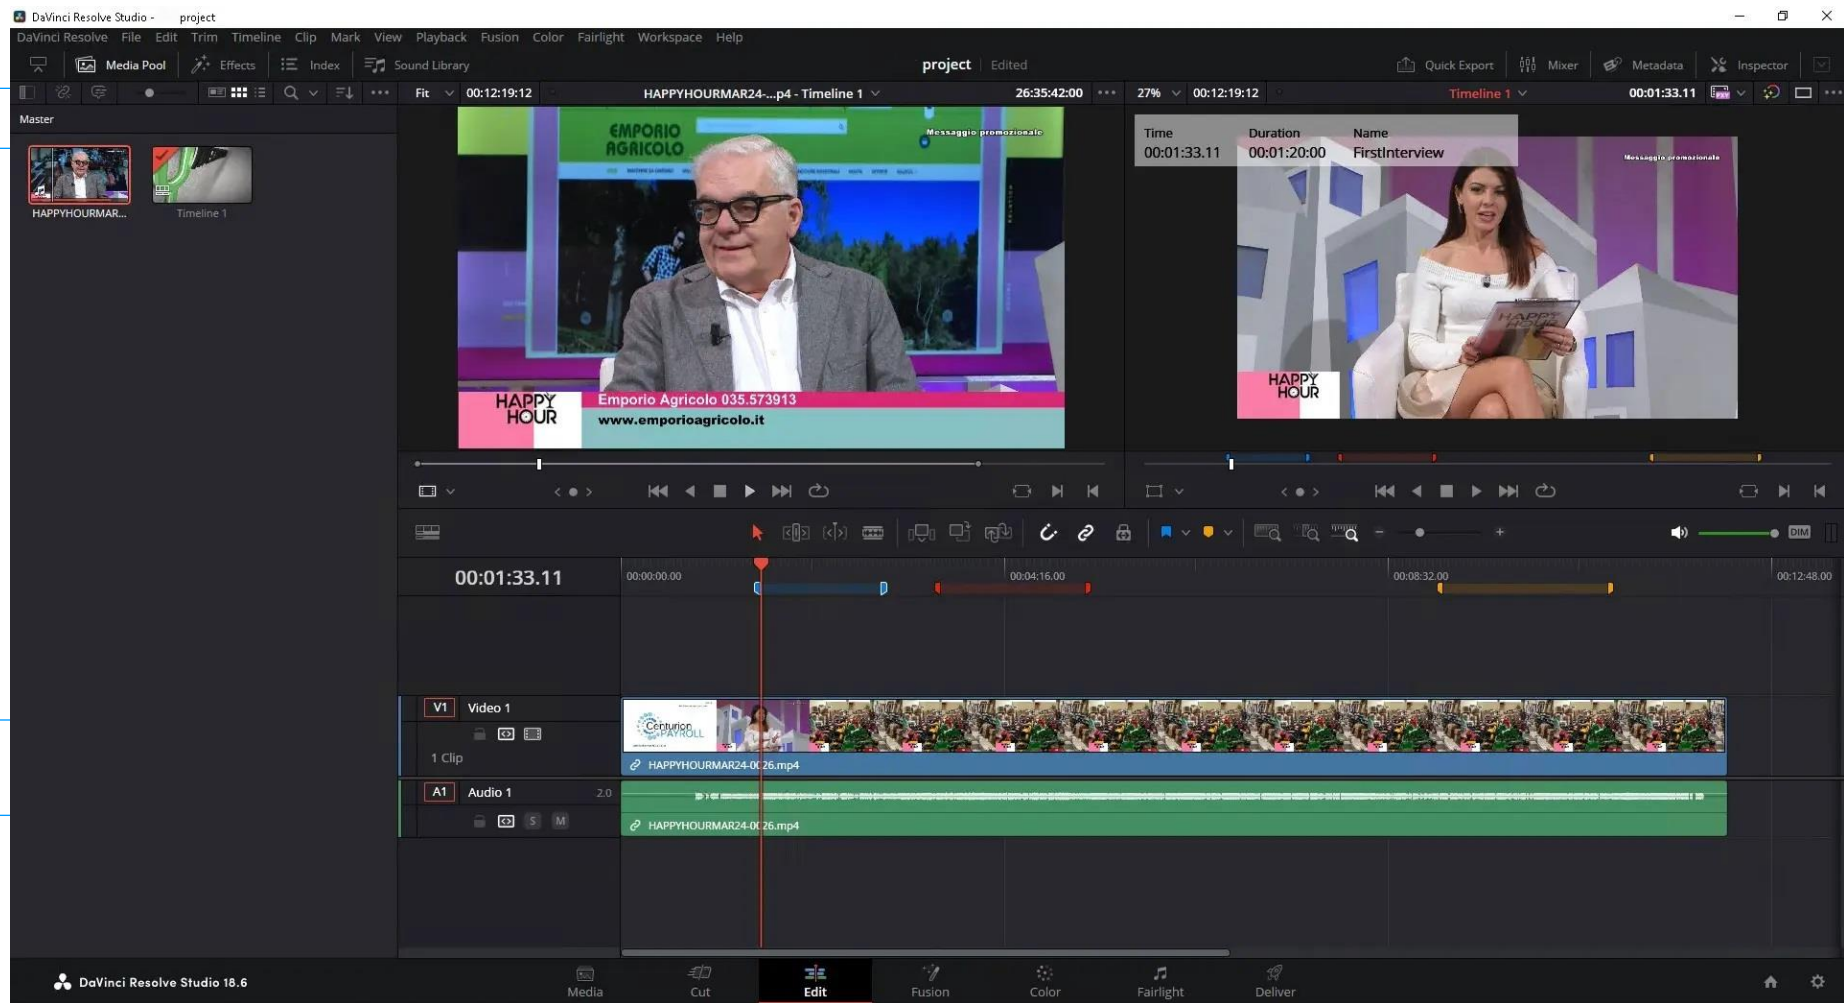 DaVinci Resolve Studio - project
DaVinci Resolve File Edit Trim Timeline Clip Mark View Playback Fusion Color Fairlight Workspace Help
Media Pool Effects Index Sound Library project Edited Quick Export Mixer Metadata Inspector
Fit 00:12:19:12 HAPPYHOURMAR24-...p4 - Timeline 1 26:35:42:00 27% 00:12:19:12 Timeline 1 00:01:33.11
Master
HAPPYHOURMAR...
Timeline 1
EMPORIO
AGRICOLO
Messaggio promozionale
HAPPY
HOUR
Emporio Agricolo 035.573913
www.emporioagricolo.it
Time Duration Name
00:01:33.11 00:01:20:00 FirstInterview
Messaggio promozionale
HAPPY
HOUR
HAPPY
HOUR
DIM
00:01:33.11
00:00:00.00 00:04:16.00 00:08:32.00 00:12:48.00
V1 Video 1
1 Clip
Centurion
PAYROLL
HAPPYHOURMAR24-0026.mp4
A1 Audio 1 2.0
S M
HAPPYHOURMAR24-0026.mp4
DaVinci Resolve Studio 18.6
Media Cut Edit Fusion Color Fairlight Deliver